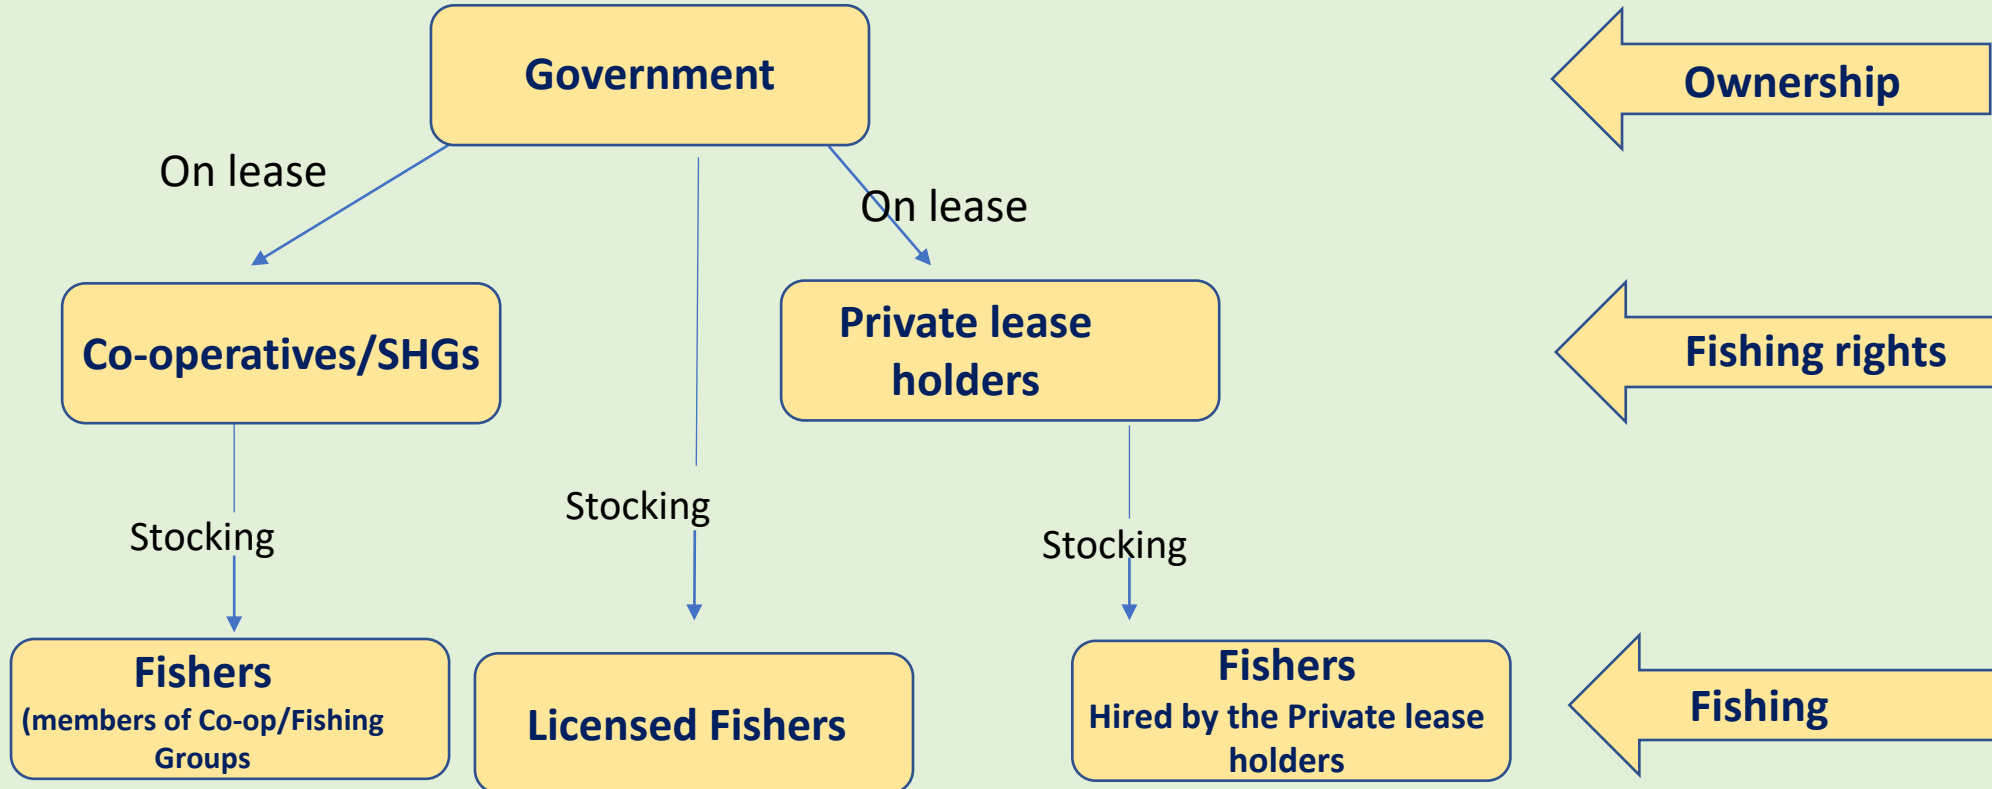 Government
Ownership
On lease
On lease
Co-operatives/SHGs
Private lease
holders
Fishing rights
Stocking
Stocking
Stocking
Fishers
(members of Co-op/Fishing
Groups
Licensed Fishers
Fishers
Hired by the Private lease
holders
Fishing